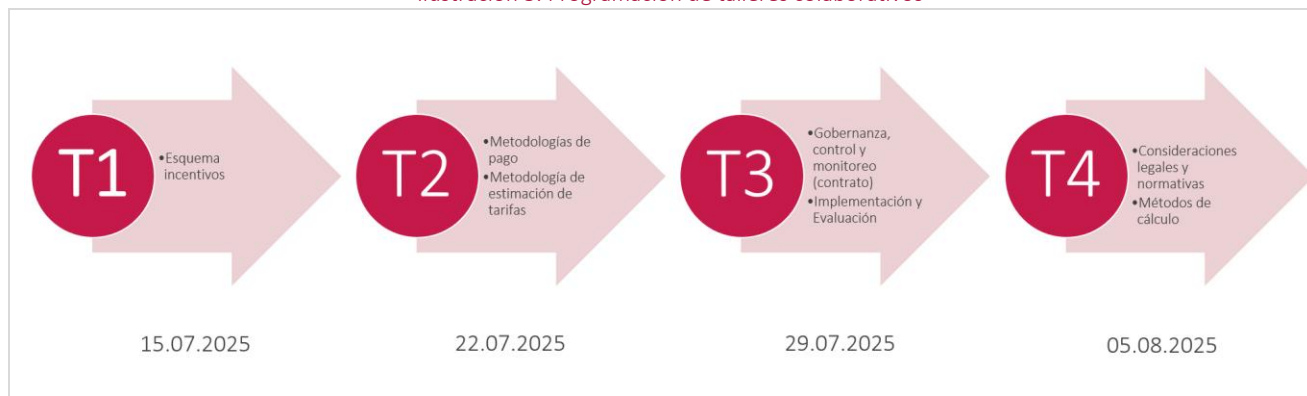 T1
•Esquema
incentivos
T2
•Metodologías de
pago
•Metodología de
estimación de
tarifas
T3
•Gobernanza,
control y
monitoreo
(contrato)
•Implementación y
Evaluación
T4
•Consideraciones
legales y
normativas
•Métodos de
cálculo
15.07.2025
22.07.2025
29.07.2025
05.08.2025